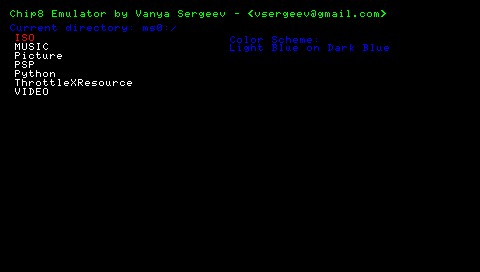 Chip8 Emulator by Vanya Sergeev - <vsergeev@gmail.com>
Current directory: ms0:/
ISO
MUSIC
Picture
PSP
Python
ThrottleXResource
VIDEO
Color Scheme:
Light Blue on Dark Blue